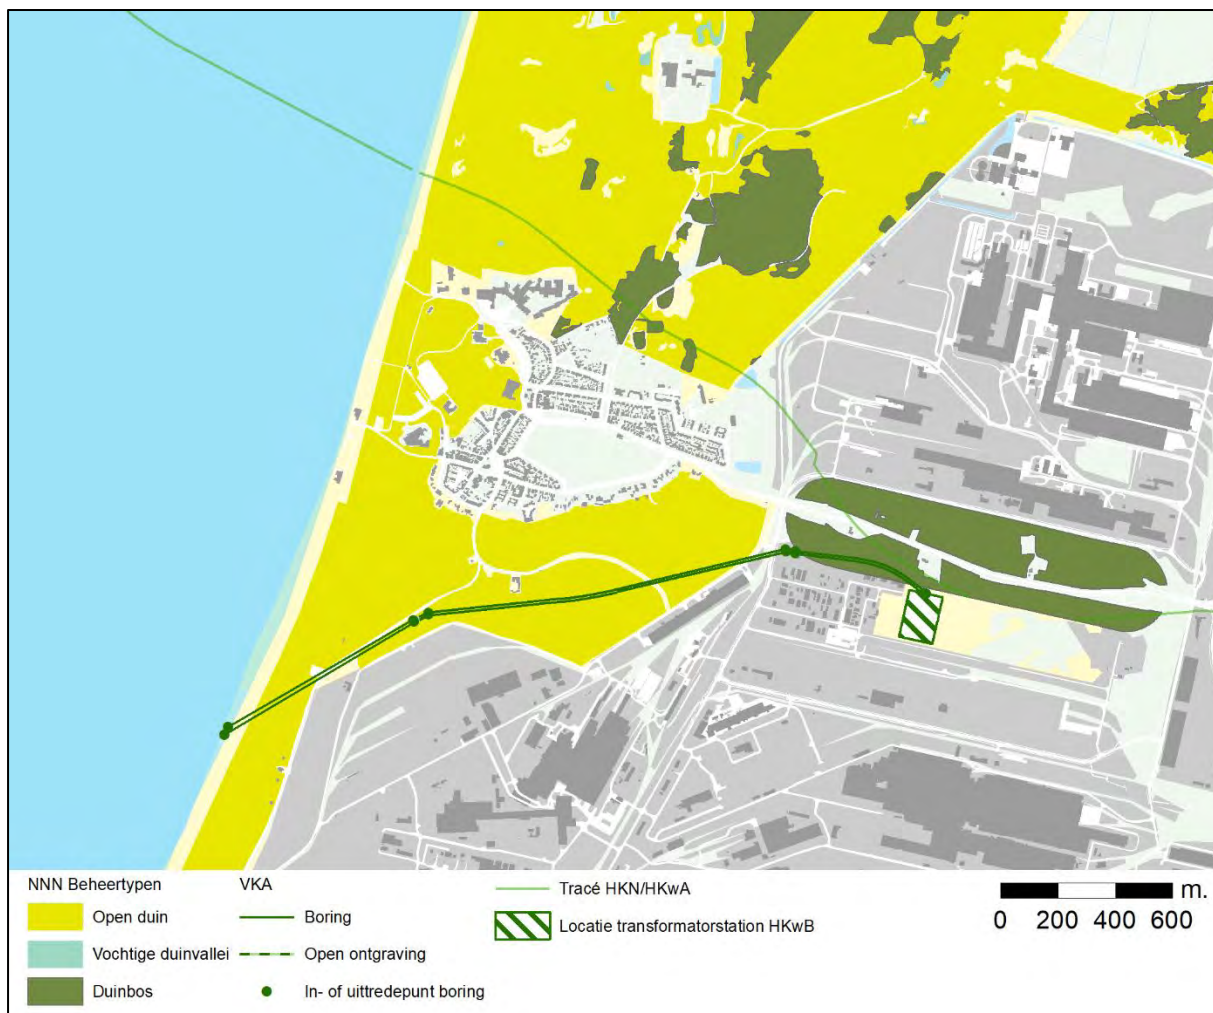 NNN Beheertypen
Open duin
Vochtige duinvallei
Duinbos
VKA
Boring
Open ontgraving
In- of uittredepunt boring
Tracé HKN/HKwA
Locatie transformatorstation HKwB
m.
0 200 400 600